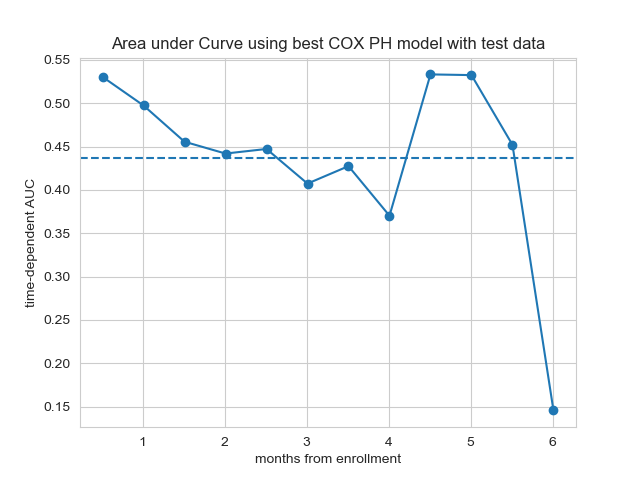 Area under Curve using best COX PH model with test data
0.55
0.50
0.45
0.40
0.35
0.30
0.25
0.20
0.15
time-dependent AUC
1 2 3 4 5 6
months from enrollment